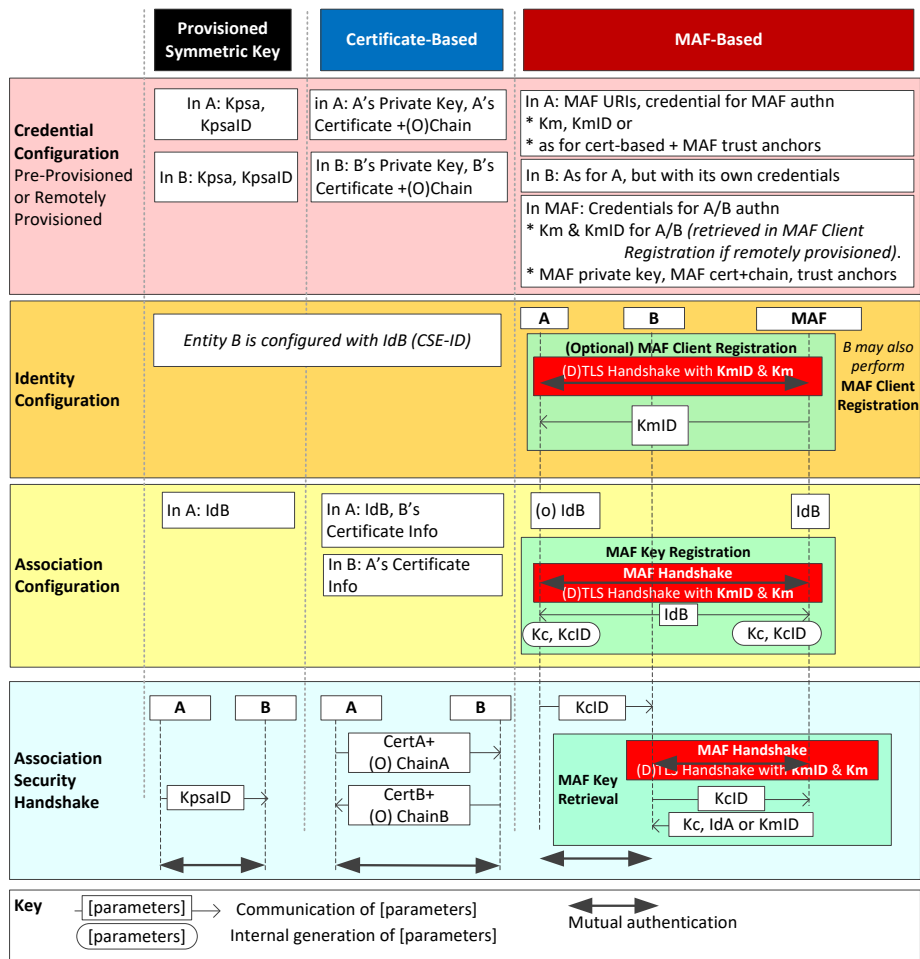 Provisioned
Symmetric Key
Certificate-Based
MAF-Based
Credential
Configuration
Pre-Provisioned
or Remotely
Provisioned
In A: Kpsa,
KpsaID
in A: A's Private Key, A's
Certificate +(O)Chain
In A: MAF URIs, credential for MAF authn
* Km, KmID or
* as for cert-based + MAF trust anchors
In B: Kpsa, KpsaID
In B: B's Private Key, B's
Certificate +(O)Chain
In B: As for A, but with its own credentials
In MAF: Credentials for A/B authn
* Km & KmID for A/B (retrieved in MAF Client
Registration if remotely provisioned).
* MAF private key, MAF cert+chain, trust anchors
Identity
Configuration
Entity B is configured with IdB (CSE-ID)
A
B
MAF
(Optional) MAF Client Registration
(D)TLS Handshake with KmID & Km
KmID
B may also
perform
MAF Client
Registration
Association
Configuration
In A: IdB
In A: IdB, B's
Certificate Info
In B: A's Certificate
Info
(o) IdB
IdB
MAF Key Registration
MAF Handshake
(D)TLS Handshake with KmID & Km
IdB
Kc, KcID
Kc, KcID
Association
Security
Handshake
A
B
KpsaID
A
B
CertA+
(O) ChainA
CertB+
(O) ChainB
KcID
MAF Key
Retrieval
MAF Handshake
(D)TLS Handshake with KmID & Km
KcID
Kc, IdA or KmID
Key
[parameters]
Communication of [parameters]
[parameters]
Internal generation of [parameters]
Mutual authentication